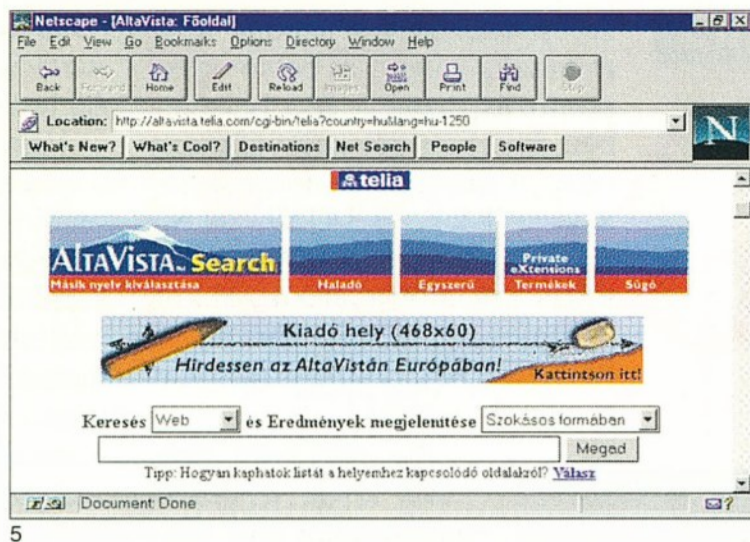 Netscape - [AltaVista: Főoldal]
File Edit View Go Bookmarks Options Directory Window Help
Back Forward Home Edit Reload Images Open Print Find Stop
Location: http://altavista.telia.com/cgi-bin/telia?country=hu&lang=hu-1250
N
What's New? What's Cool? Destinations Net Search People Software
telia
ALTAVISTA Search
Private eXtensions
Másik nyelv kiválasztása Haladó Egyszerű Termékek Súgó
Kiadó hely (468x60)
Hirdessen az AltaVistán Európában!
Kattintson itt!
Keresés Web és Eredmények megjelenítése Szokásos formában
Megad
Tipp: Hogyan kaphatok listát a helyemhez kapcsolódó oldalakról? Válasz
Document: Done
5